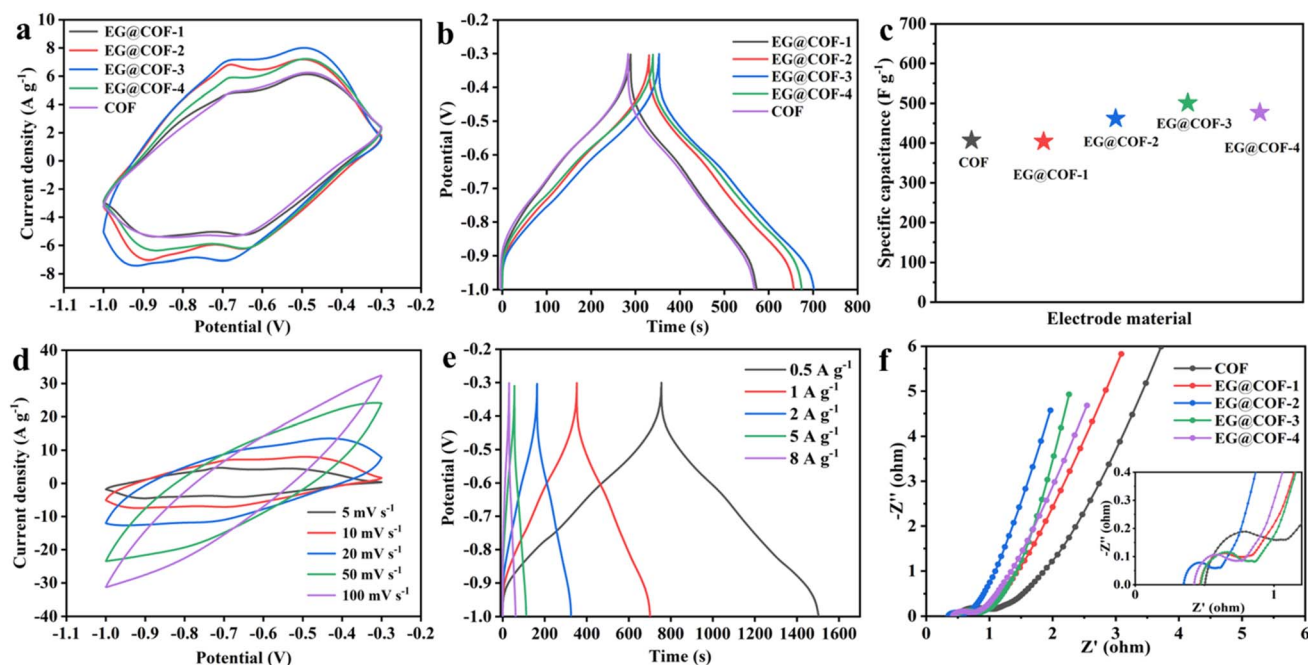 a
EG@COF-1
EG@COF-2
EG@COF-3
EG@COF-4
COF
Current density (A g⁻¹)
8
6
4
2
0
-2
-4
-6
-8
-1.1 -1.0 -0.9 -0.8 -0.7 -0.6 -0.5 -0.4 -0.3 -0.2
Potential (V)
b
EG@COF-1
EG@COF-2
EG@COF-3
EG@COF-4
COF
Potential (V)
-0.2
-0.3
-0.4
-0.5
-0.6
-0.7
-0.8
-0.9
-1.0
0 100 200 300 400 500 600 700 800
Time (s)
c
Specific capacitance (F g⁻¹)
700
600
500
400
300
200
100
0
COF
EG@COF-1
EG@COF-2
EG@COF-3
EG@COF-4
Electrode material
d
Current density (A g⁻¹)
40
30
20
10
0
-10
-20
-30
-40
5 mV s⁻¹
10 mV s⁻¹
20 mV s⁻¹
50 mV s⁻¹
100 mV s⁻¹
-1.1 -1.0 -0.9 -0.8 -0.7 -0.6 -0.5 -0.4 -0.3 -0.2
Potential (V)
e
0.5 A g⁻¹
1 A g⁻¹
2 A g⁻¹
5 A g⁻¹
8 A g⁻¹
Potential (V)
-0.2
-0.3
-0.4
-0.5
-0.6
-0.7
-0.8
-0.9
-1.0
0 200 400 600 800 1000 1200 1400 1600
Time (s)
f
COF
EG@COF-1
EG@COF-2
EG@COF-3
EG@COF-4
-Z'' (ohm)
6
5
4
3
2
1
0
0 1 2 3 4 5 6
Z' (ohm)
-Z'' (ohm)
0.4
0.3
0.2
0.1
0.0
0 1
Z' (ohm)